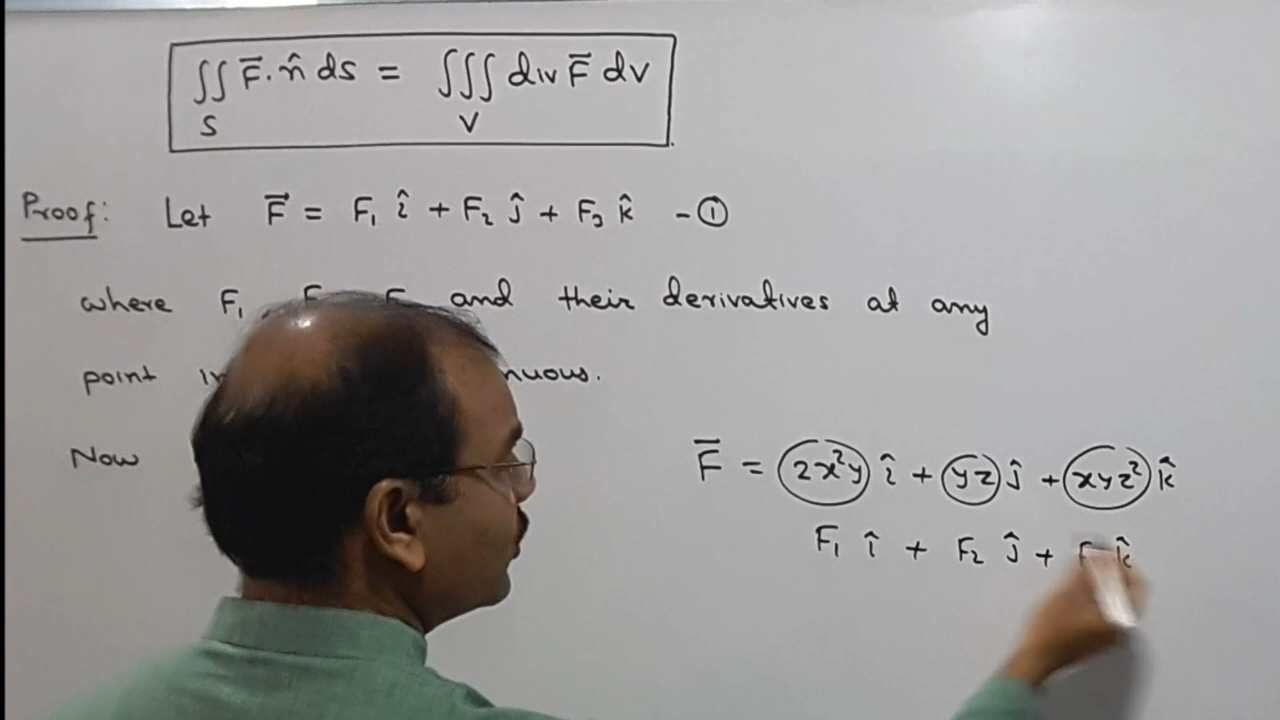 ∬ F̄. n̂ ds = ∭ div F̄ dv
S V
Proof: Let F⃗ = F₁ î + F₂ ĵ + F₃ k̂ - ①
where F₁, and their derivatives at any
point
Now F̄ = 2x²y î + yz ĵ + xyz² k̂
F₁ î + F₂ ĵ + k̂